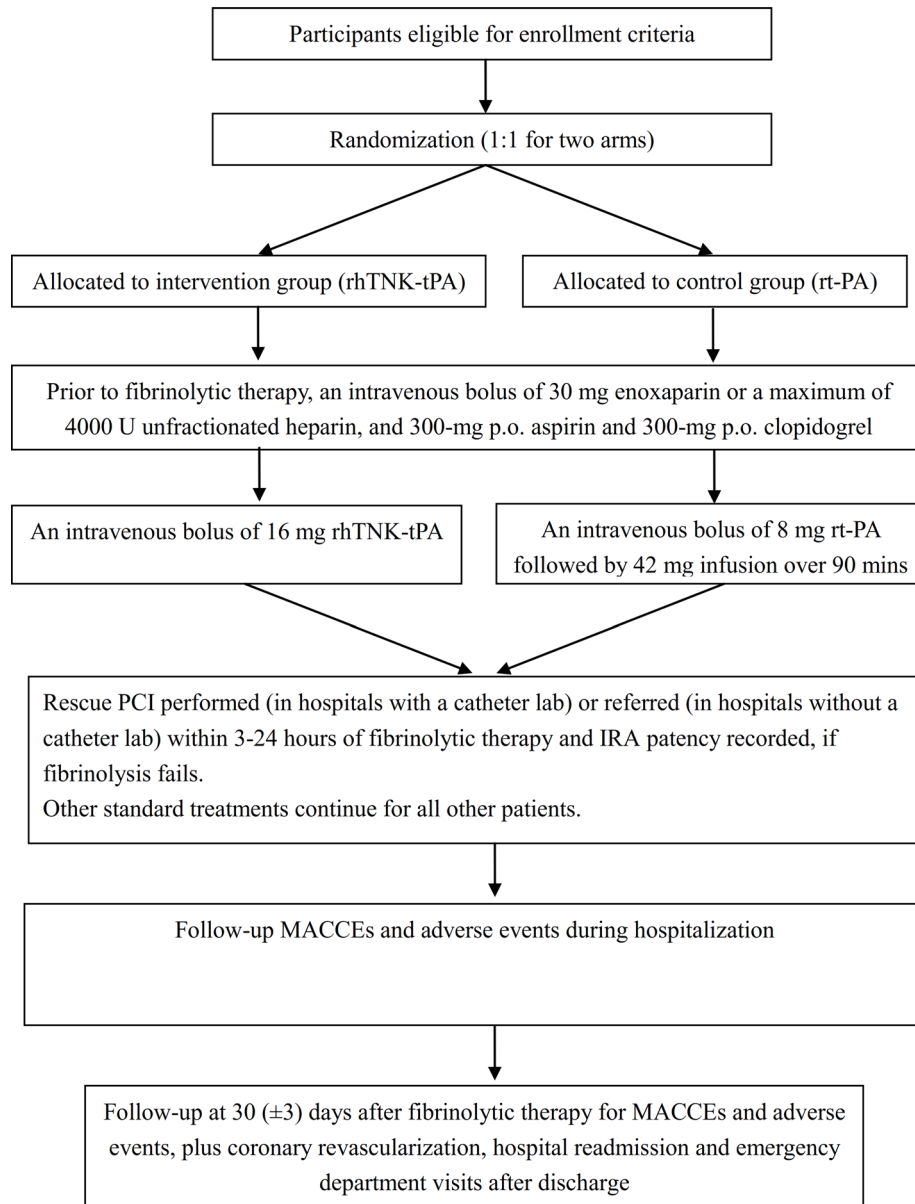 Participants eligible for enrollment criteria
Randomization (1:1 for two arms)
Allocated to intervention group (rhTNK-tPA)
Allocated to control group (rt-PA)
Prior to fibrinolytic therapy, an intravenous bolus of 30 mg enoxaparin or a maximum of
4000 U unfractionated heparin, and 300-mg p.o. aspirin and 300-mg p.o. clopidogrel
An intravenous bolus of 16 mg rhTNK-tPA
An intravenous bolus of 8 mg rt-PA
followed by 42 mg infusion over 90 mins
Rescue PCI performed (in hospitals with a catheter lab) or referred (in hospitals without a
catheter lab) within 3-24 hours of fibrinolytic therapy and IRA patency recorded, if
fibrinolysis fails.
Other standard treatments continue for all other patients.
Follow-up MACCEs and adverse events during hospitalization
Follow-up at 30 (±3) days after fibrinolytic therapy for MACCEs and adverse
events, plus coronary revascularization, hospital readmission and emergency
department visits after discharge